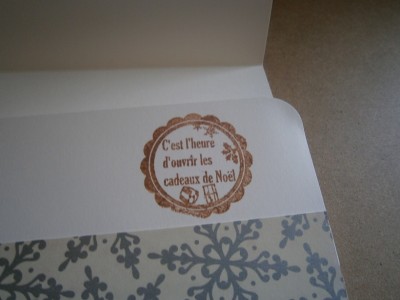 C'est l'heure
d'ouvrir les
cadeaux de Noël